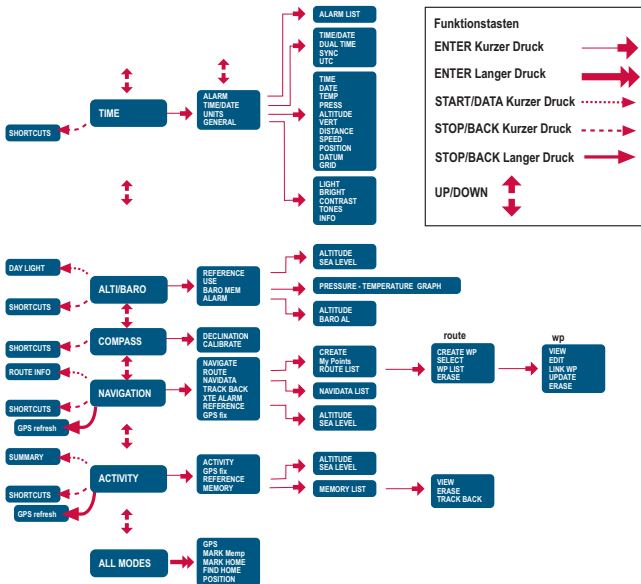 Funktionstasten
ENTER Kurzer Druck
ENTER Langer Druck
START/DATA Kurzer Druck
STOP/BACK Kurzer Druck
STOP/BACK Langer Druck
UP/DOWN
TIME
SHORTCUTS
ALARM
TIME/DATE
UNITS
GENERAL
ALARM LIST
TIME/DATE
DUAL TIME
SYNC
UTC
TIME
DATE
TEMP
PRESS
ALTITUDE
VERT
DISTANCE
SPEED
POSITION
DATUM
GRID
LIGHT
BRIGHT
CONTRAST
TONES
INFO
DAY LIGHT
SHORTCUTS
ALTI/BARO
REFERENCE
USE
BARO MEM
ALARM
ALTITUDE
SEA LEVEL
PRESSURE - TEMPERATURE GRAPH
ALTITUDE
BARO AL
SHORTCUTS
COMPASS
DECLINATION
CALIBRATE
ROUTE INFO
SHORTCUTS
GPS refresh
NAVIGATION
NAVIGATE
ROUTE
NAVIDATA
TRACK BACK
XTE ALARM
REFERENCE
GPS fix
CREATE
My Points
ROUTE LIST
NAVIDATA LIST
ALTITUDE
SEA LEVEL
route
CREATE WP
SELECT
WP LIST
ERASE
wp
VIEW
EDIT
LINK WP
UPDATE
ERASE
SUMMARY
SHORTCUTS
GPS refresh
ACTIVITY
ACTIVITY
GPS fix
REFERENCE
MEMORY
ALTITUDE
SEA LEVEL
MEMORY LIST
VIEW
ERASE
TRACK BACK
ALL MODES
GPS
MARK Memp
MARK HOME
FIND HOME
POSITION